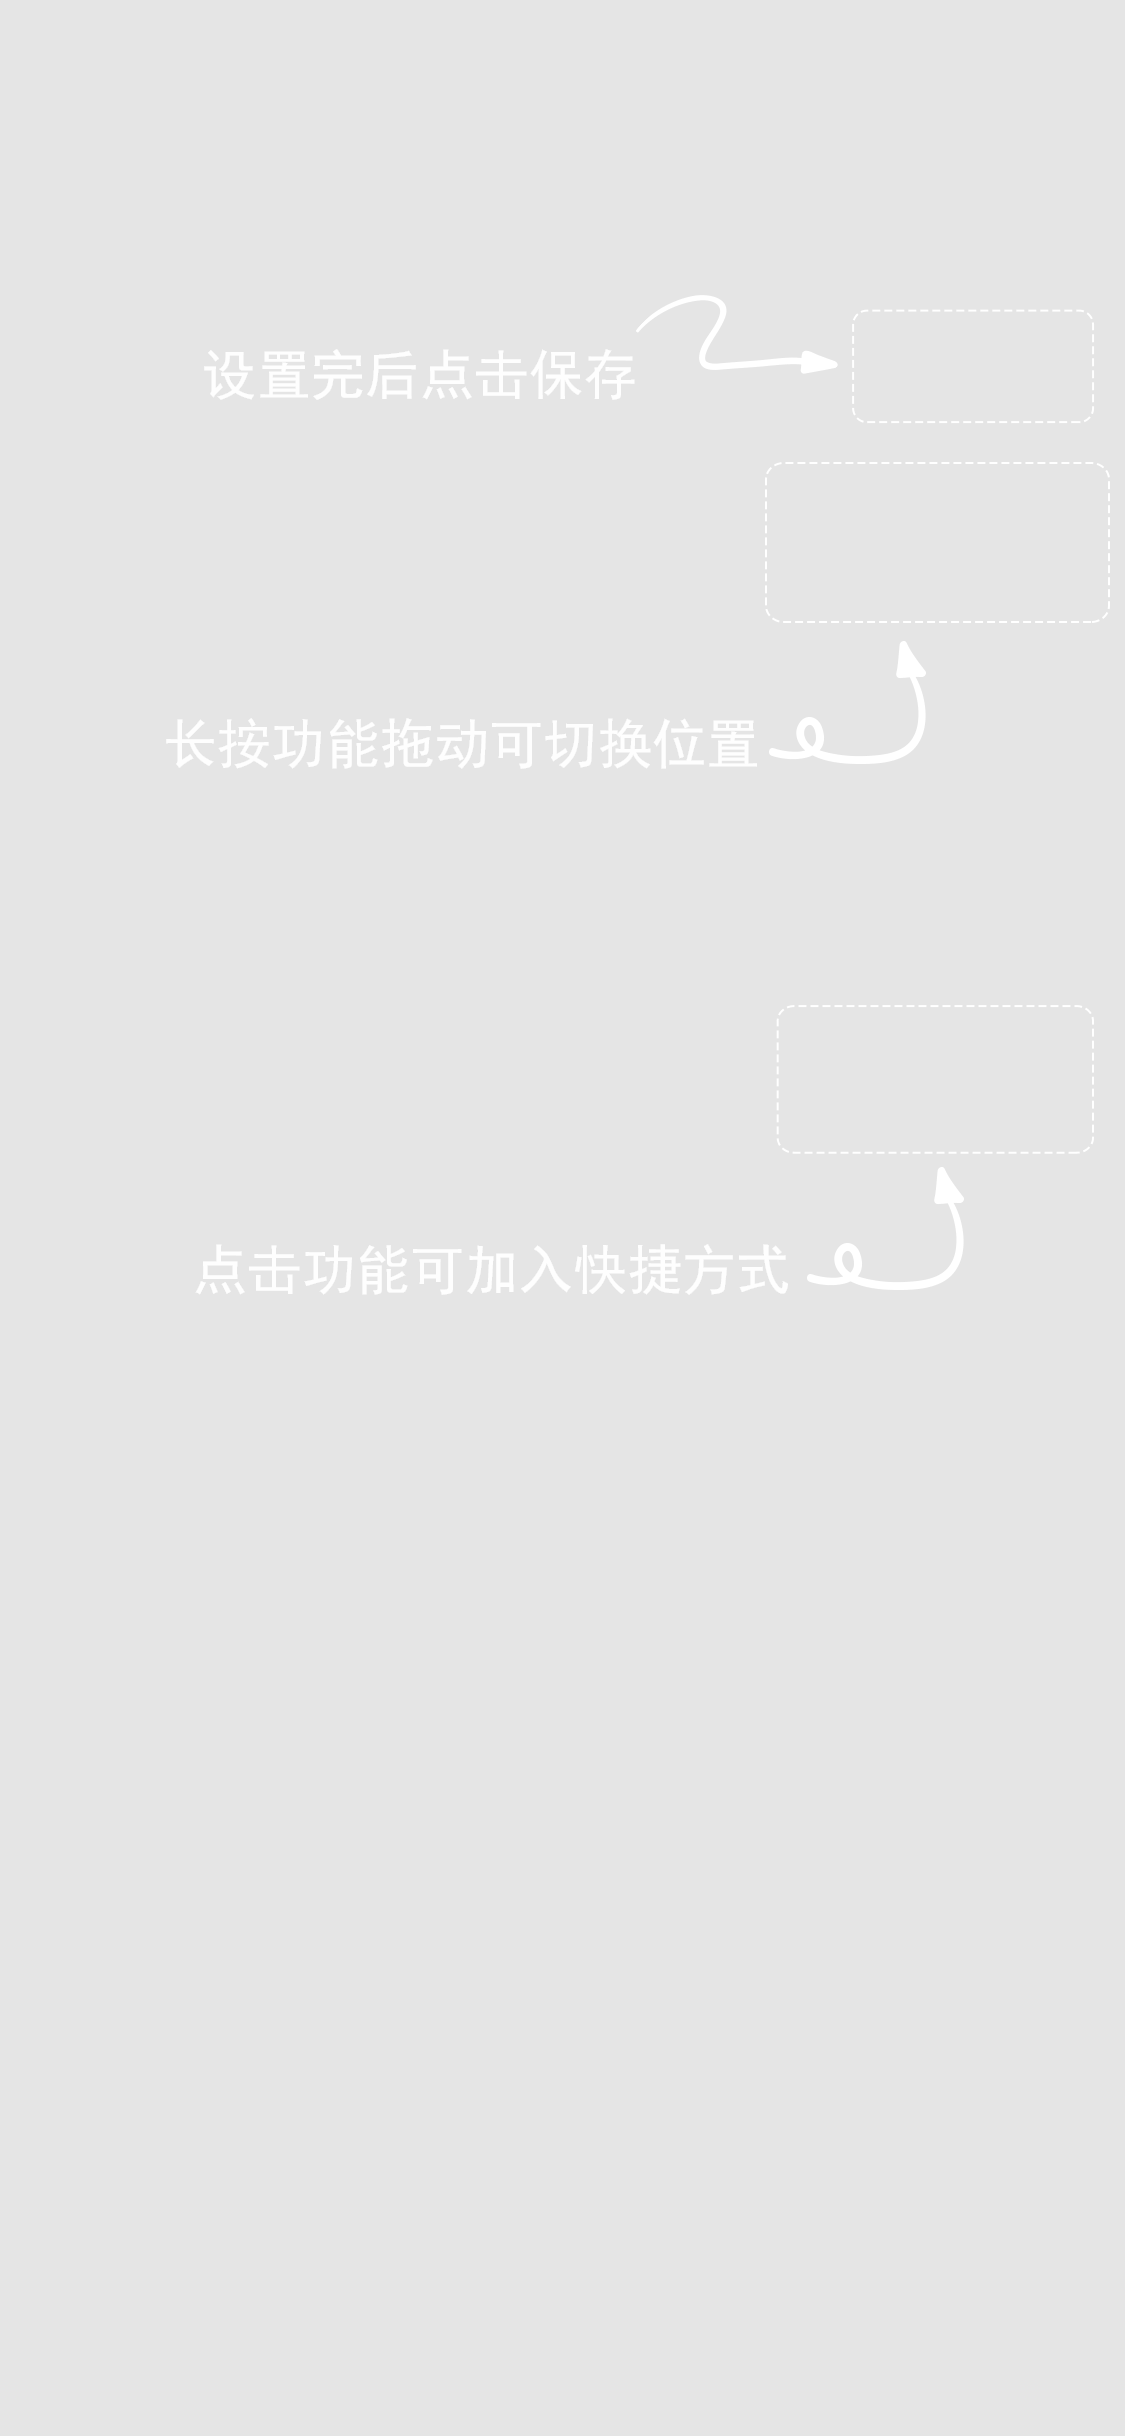 设置完后点击保存
长按功能拖动可切换位置
点击功能可加入快捷方式